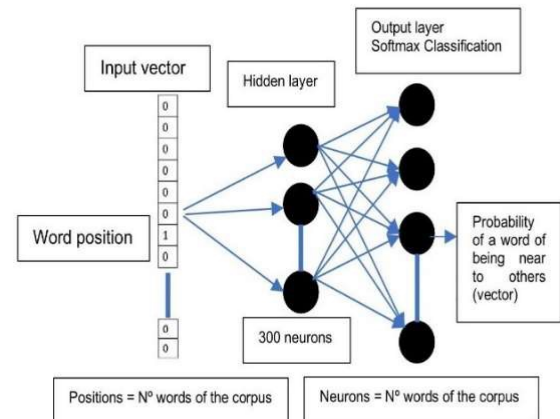 Output layer
Softmax Classification
Input vector
Hidden layer
0
0
0
0
0
0
1
0
0
0
Word position
Probability
of a word of
being near
to others
(vector)
300 neurons
Positions = Nº words of the corpus
Neurons = Nº words of the corpus